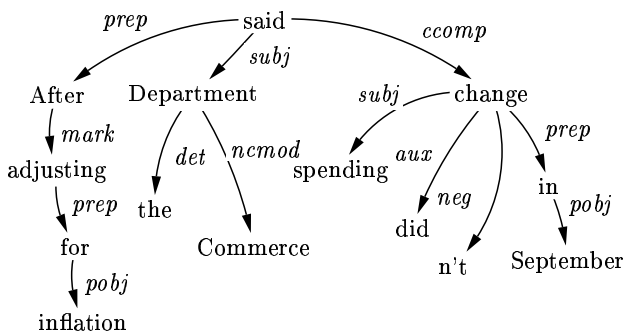 prep said ccomp
subj
After Department subj change
mark det ncmod aux prep
adjusting spending
prep the neg in pobj
for Commerce did
n't September
pobj
inflation